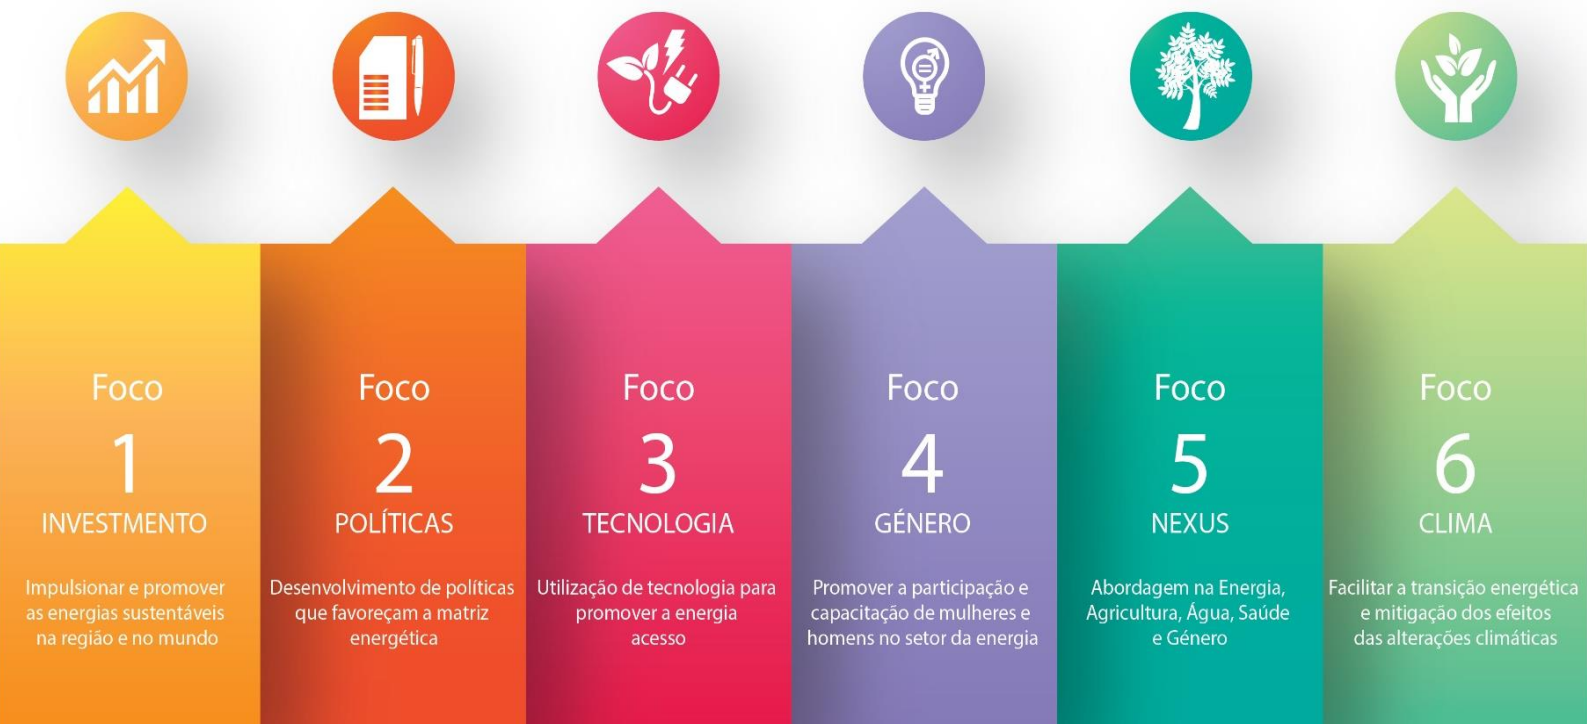 Foco
1
INVESTMENTO
Impulsionar e promover
as energias sustentáveis
na região e no mundo
Foco
2
POLÍTICAS
Desenvolvimento de políticas
que favoreçam a matriz
energética
Foco
3
TECNOLOGIA
Utilização de tecnologia para
promover a energia
acesso
Foco
4
GÉNERO
Promover a participação e
capacitação de mulheres e
homens no setor da energia
Foco
5
NEXUS
Abordagem na Energia,
Agricultura, Água, Saúde
e Género
Foco
6
CLIMA
Facilitar a transição energética
e mitigação dos efeitos
das alterações climáticas